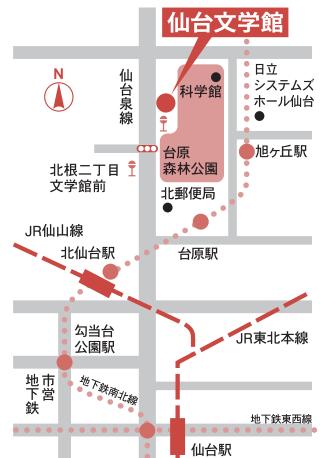 仙台文学館
N
仙台泉線
科学館
日立
システムズ
ホール仙台
台原
森林公園
旭ヶ丘駅
北根二丁目
文学館前
北郵便局
JR仙山線
北仙台駅
台原駅
勾当台
公園駅
JR東北本線
市営
地下鉄
地下鉄南北線
地下鉄東西線
仙台駅